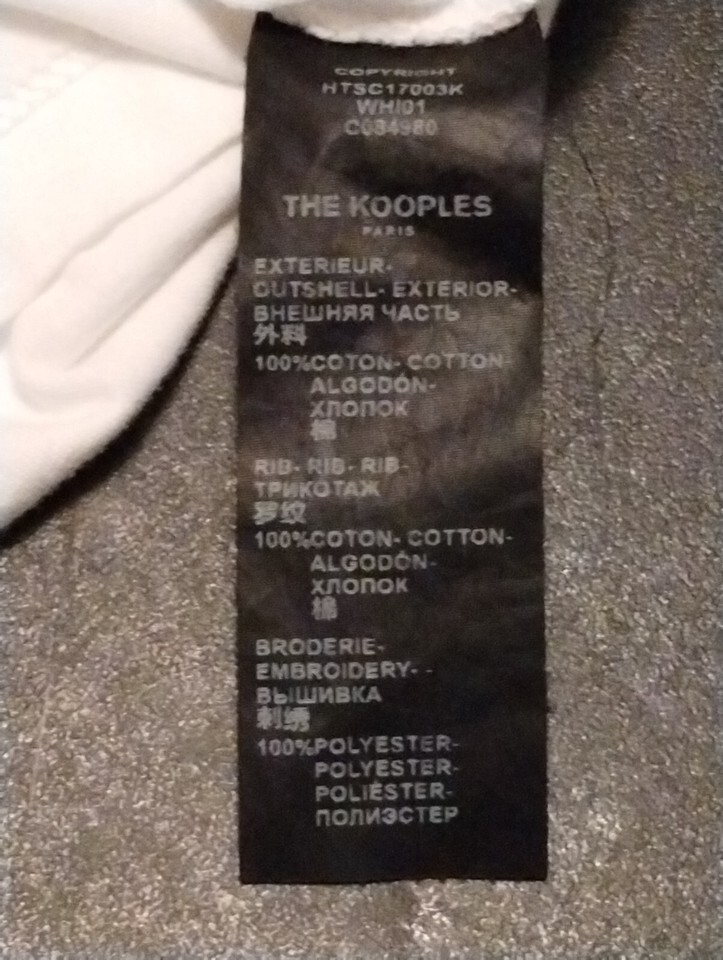 COPYRIGHT
HTSC17003K
WHI01
C084980
THE KOOPLES
PARIS
EXTERIEUR-
OUTSHELL- EXTERIOR-
ВНЕШНЯЯ ЧАСТЬ
外料
100%COTON- COTTON-
ALGODÓN-
ХЛОПОК
棉
RIB- RIB- RIB-
ТРИКОТАЖ
罗纹
100%COTON- COTTON-
ALGODÓN-
ХЛОПОК
棉
BRODERIE-
EMBROIDERY- -
ВЫШИВКА
刺绣
100%POLYESTER-
POLYESTER-
POLIÉSTER-
ПОЛИЭСТЕР